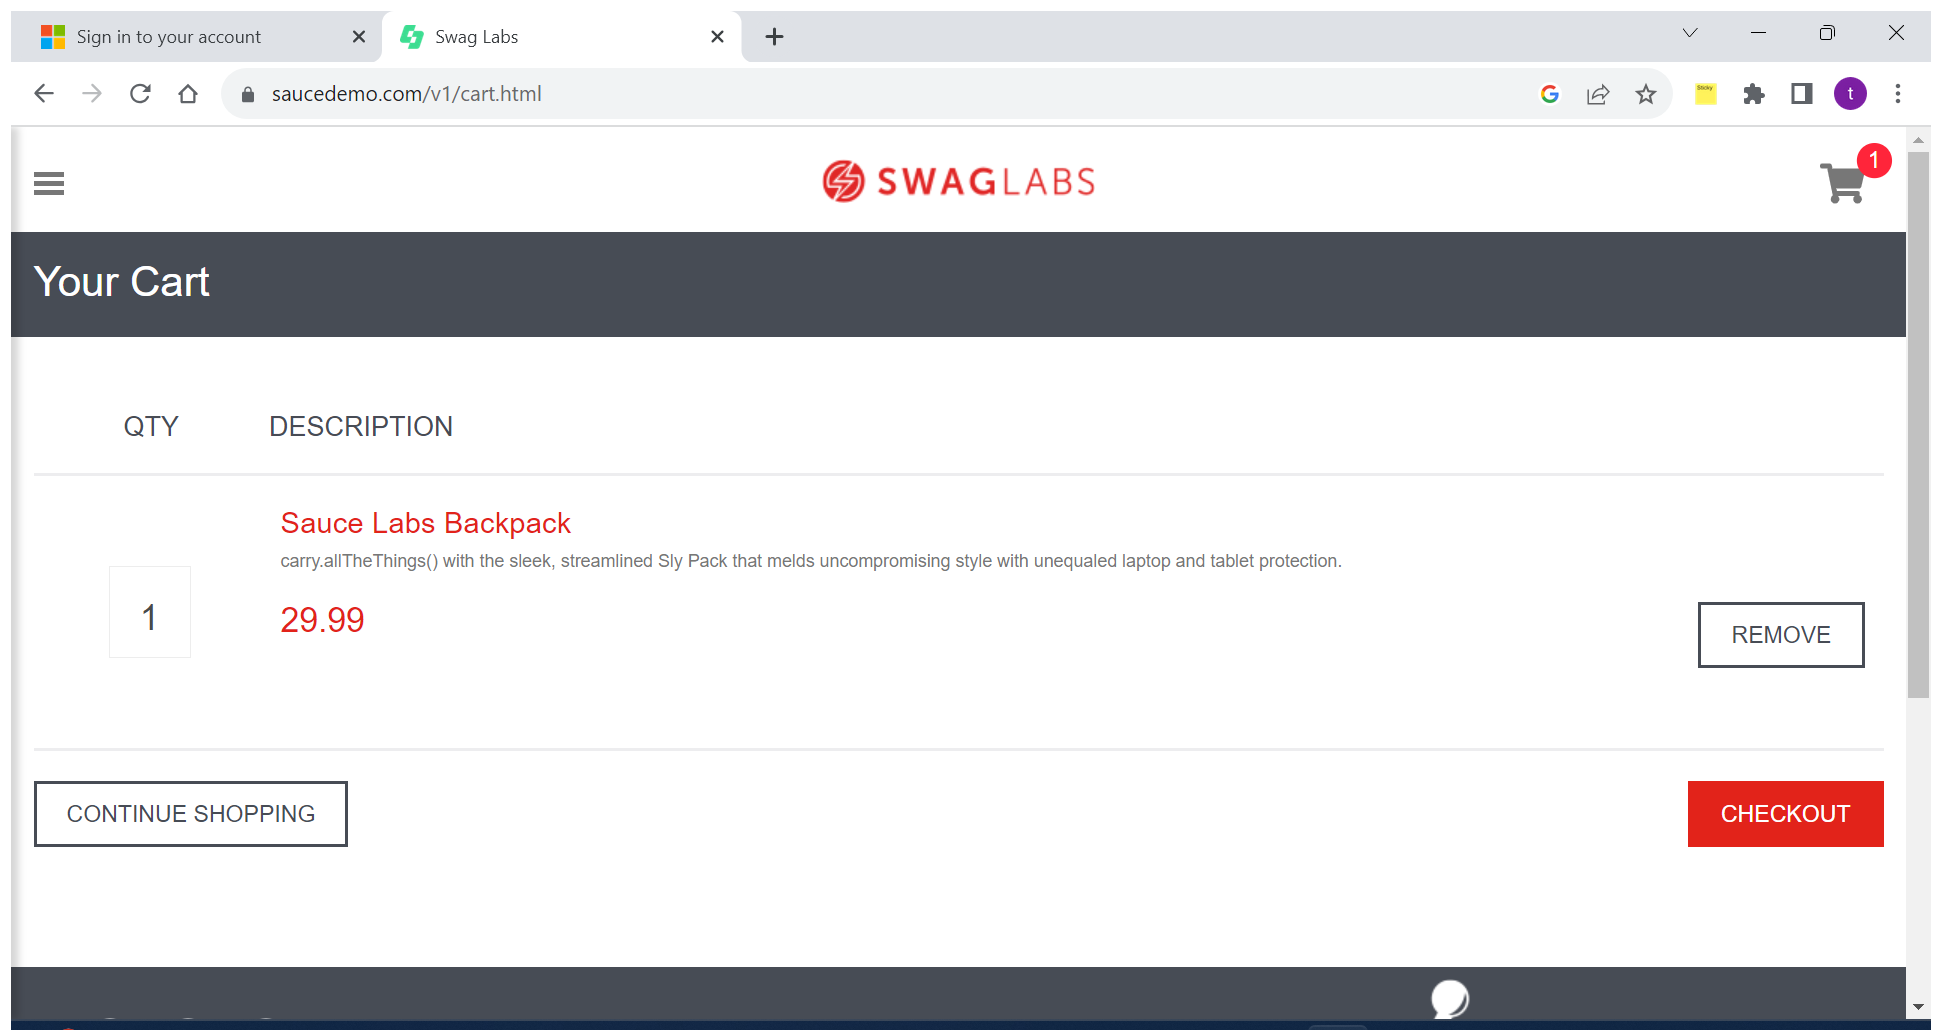 Sign in to your account
Swag Labs
saucedemo.com/v1/cart.html
Sticky
t
SWAGLABS
1
Your Cart
QTY
DESCRIPTION
Sauce Labs Backpack
carry.allTheThings() with the sleek, streamlined Sly Pack that melds uncompromising style with unequaled laptop and tablet protection.
1
29.99
REMOVE
CONTINUE SHOPPING
CHECKOUT